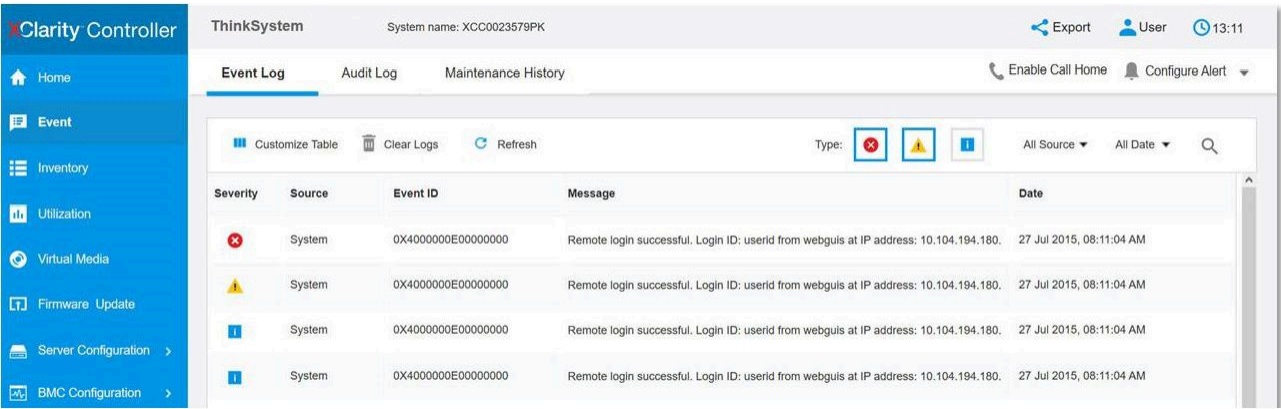 XClarity Controller
ThinkSystem System name: XCC0023579PK Export User 13:11
Home
Event Log Audit Log Maintenance History Enable Call Home Configure Alert
Event
Customize Table Clear Logs Refresh Type: All Source All Date
Inventory
Severity Source Event ID Message Date
Utilization
System 0X4000000E00000000 Remote login successful. Login ID: userid from webguis at IP address: 10.104.194.180. 27 Jul 2015, 08:11:04 AM
Virtual Media
System 0X4000000E00000000 Remote login successful. Login ID: userid from webguis at IP address: 10.104.194.180. 27 Jul 2015, 08:11:04 AM
Firmware Update
System 0X4000000E00000000 Remote login successful. Login ID: userid from webguis at IP address: 10.104.194.180. 27 Jul 2015, 08:11:04 AM
Server Configuration
System 0X4000000E00000000 Remote login successful. Login ID: userid from webguis at IP address: 10.104.194.180. 27 Jul 2015, 08:11:04 AM
BMC Configuration